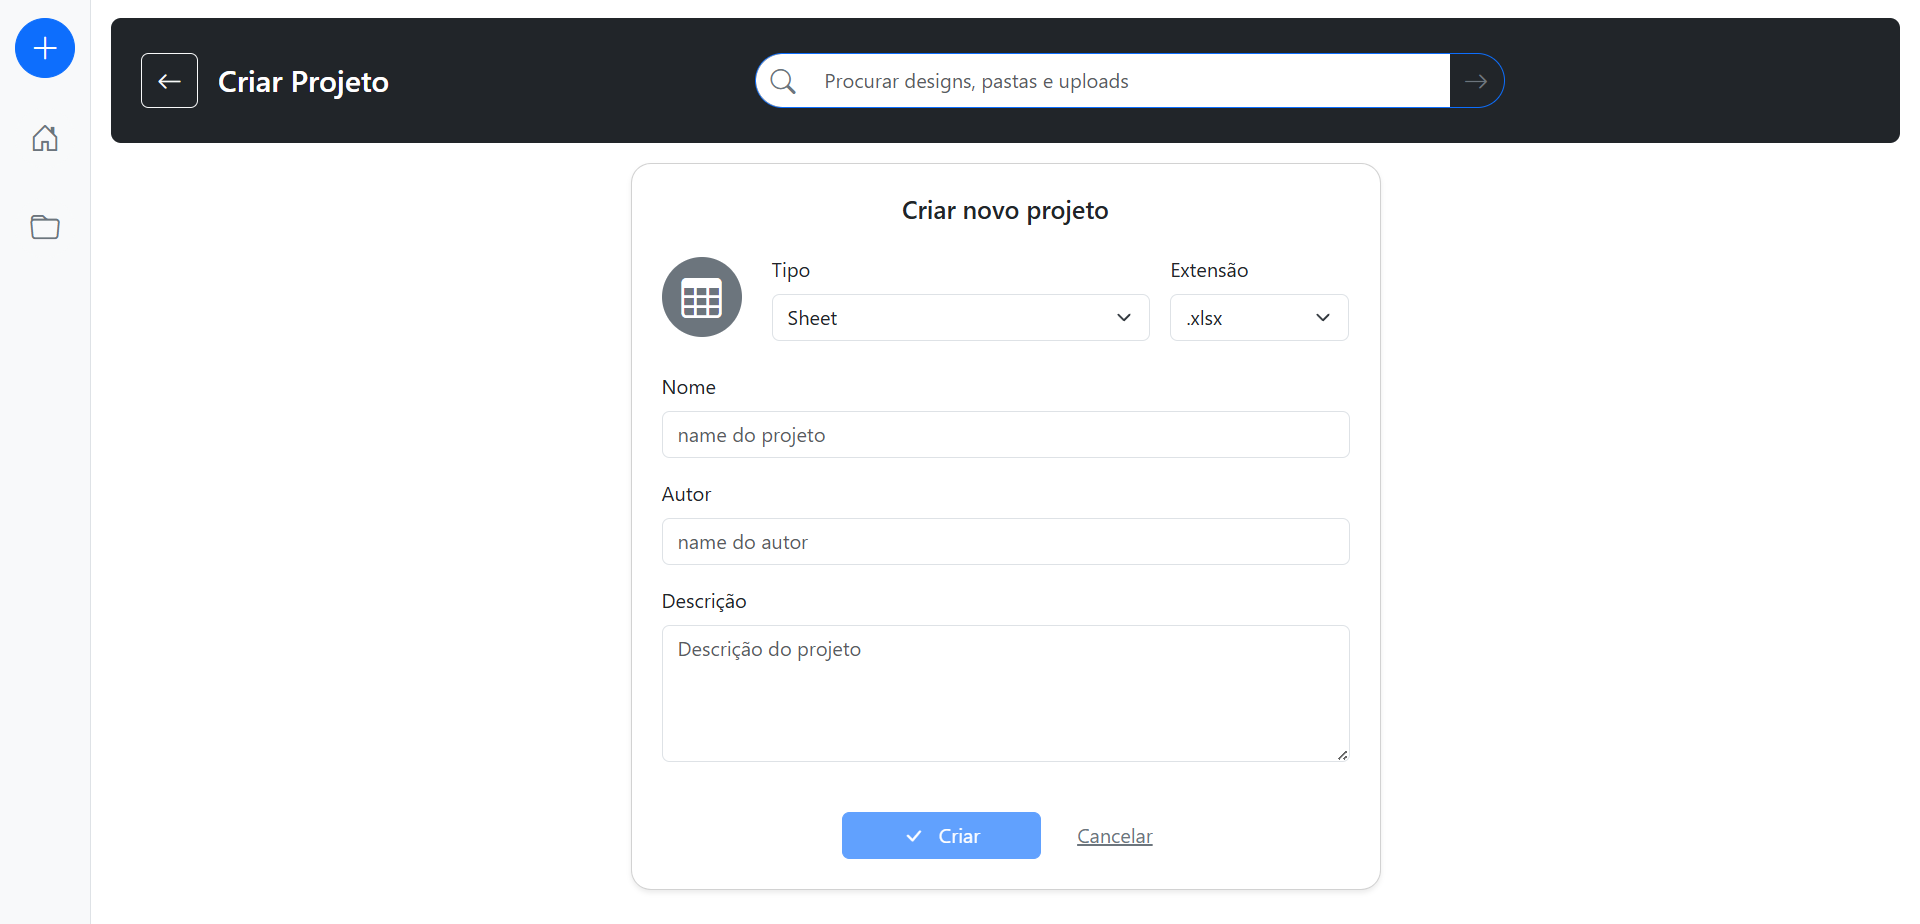 Criar Projeto
Procurar designs, pastas e uploads
Criar novo projeto
Tipo
Extensão
Sheet
.xlsx
Nome
name do projeto
Autor
name do autor
Descrição
Descrição do projeto
Criar
Cancelar